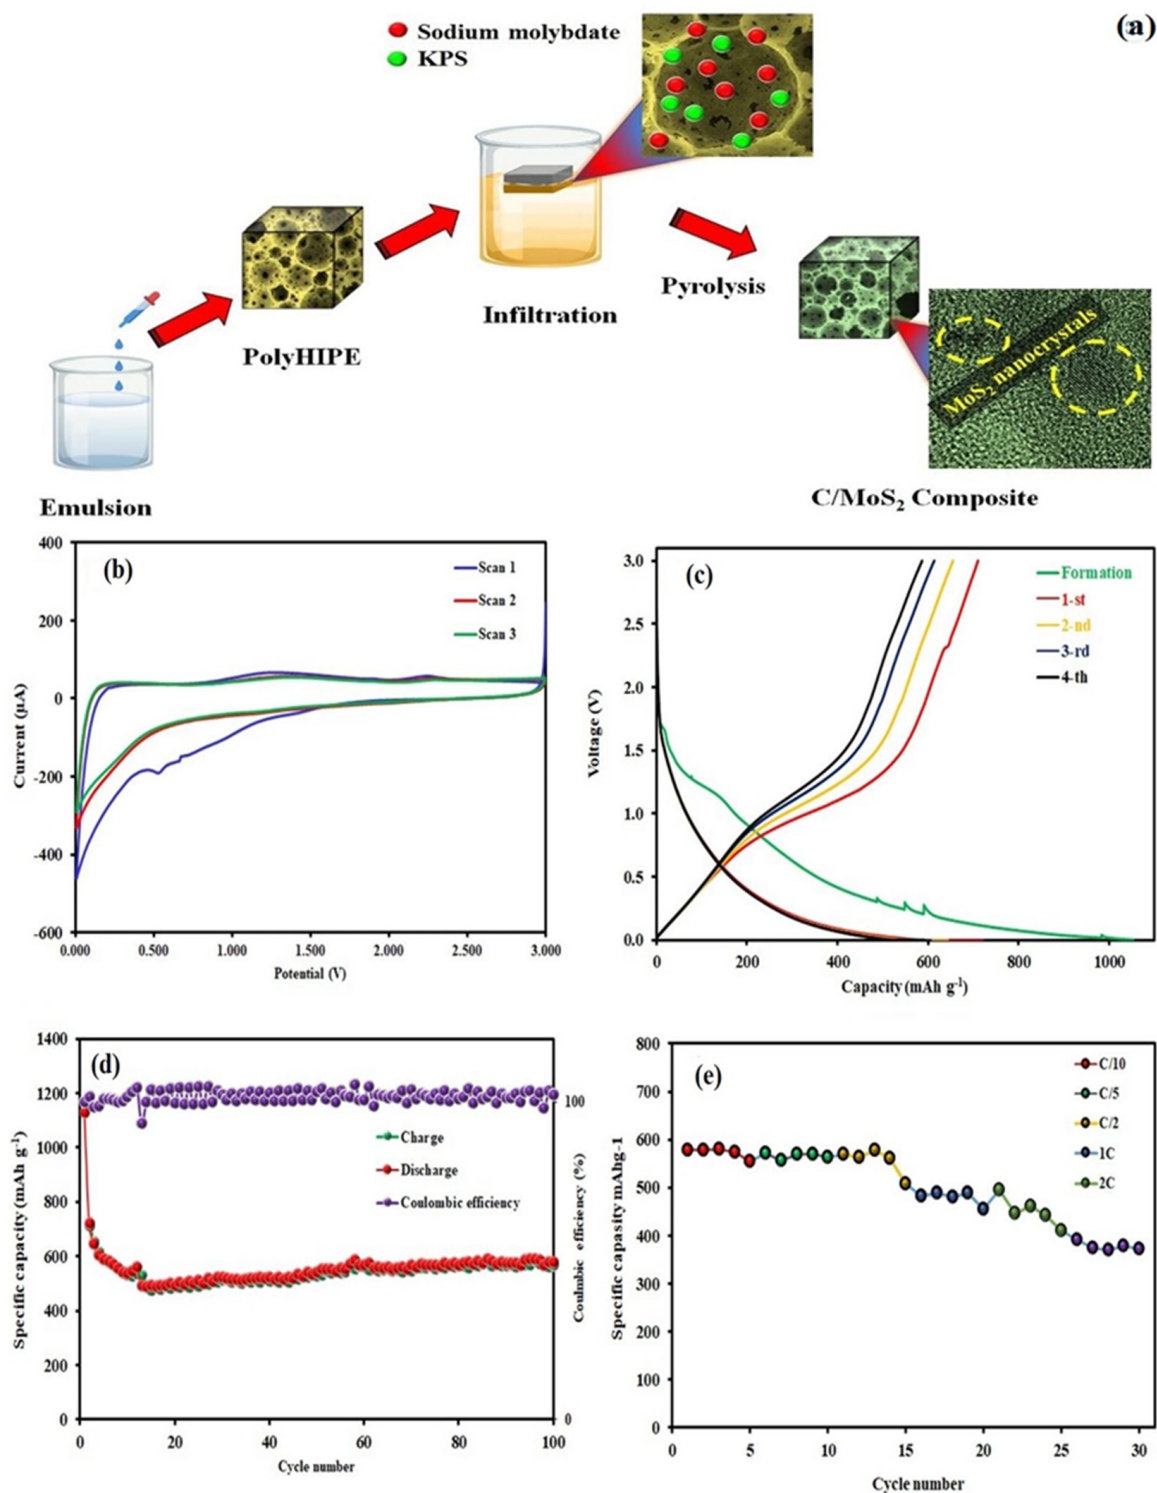 (a)
Sodium molybdate
KPS
Pyrolysis
Infiltration
PolyHIPE
MoS2 nanocrystals
Emulsion
C/MoS2 Composite
(b)
Scan 1
Scan 2
Scan 3
400
200
0
-200
-400
-600
Current (µA)
0.000 0.500 1.000 1.500 2.000 2.500 3.000
Potential (V)
(c)
Formation
1-st
2-nd
3-rd
4-th
3.0
2.5
2.0
1.5
1.0
0.5
0.0
Voltage (V)
0 200 400 600 800 1000
Capacity (mAh g-1)
(d)
Charge
Discharge
Coulombic efficiency
1400
1200
1000
800
600
400
200
0
Specific capacity (mAh g-1)
100
0
Coulmbic efficiency (%)
0 20 40 60 80 100
Cycle number
(e)
C/10
C/5
C/2
1C
2C
800
700
600
500
400
300
200
100
0
Specific capasity mAhg-1
0 5 10 15 20 25 30
Cycle number